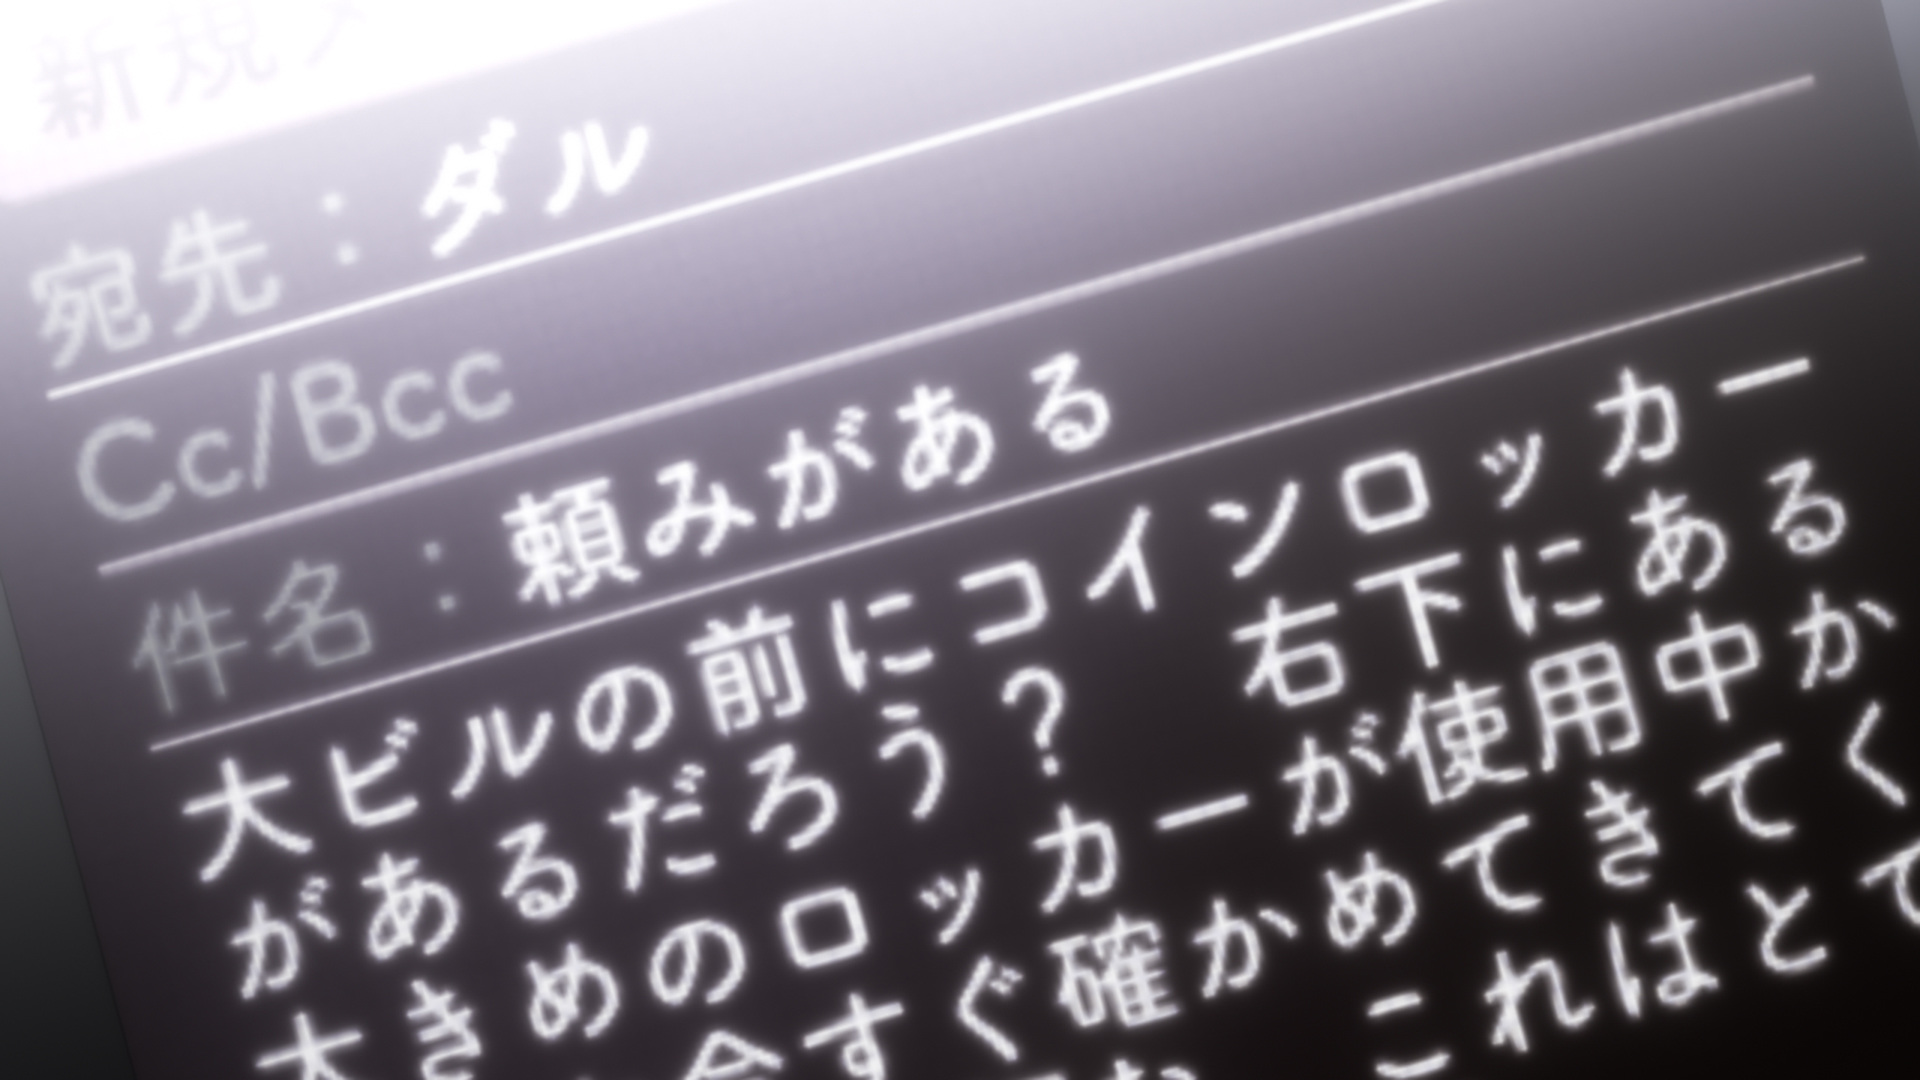 新規メ
宛先：ダル
Cc/Bcc
件名：頼みがある
大ビルの前にコインロッカー
があるだろう？　右下にある
大きめのロッカーが使用中か
今すぐ確かめてきてく
これはとて